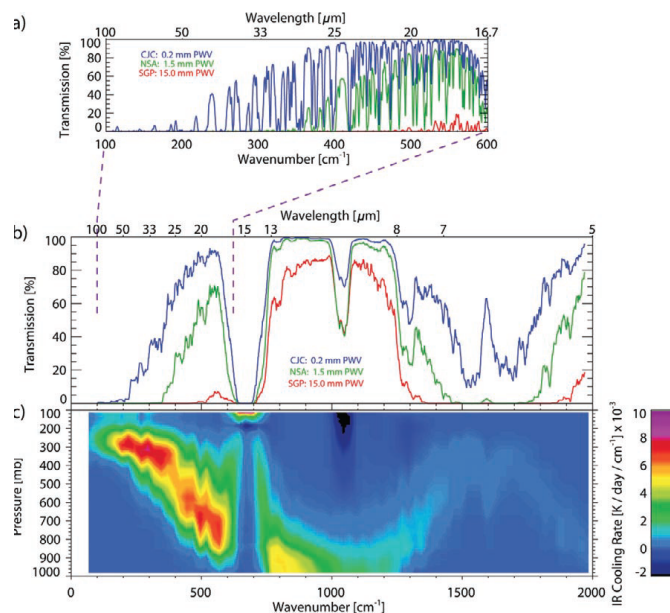 Wavelength [μm]
a)
100 50 33 25 20 16.7
100
80
60
40
20
0
Transmission [%]
CJC: 0.2 mm PWV
NSA: 1.5 mm PWV
SGP: 15.0 mm PWV
100 200 300 400 500 600
Wavenumber [cm⁻¹]
Wavelength [μm]
b)
100 50 33 25 20 15 13 8 7 5
100
80
60
40
20
0
Transmission [%]
CJC: 0.2 mm PWV
NSA: 1.5 mm PWV
SGP: 15.0 mm PWV
c)
100
200
300
400
500
600
700
800
900
1000
Pressure [mb]
0 500 1000 1500 2000
Wavenumber [cm⁻¹]
10
8
6
4
2
0
-2
IR Cooling Rate [K / day / cm⁻¹] x 10⁻³